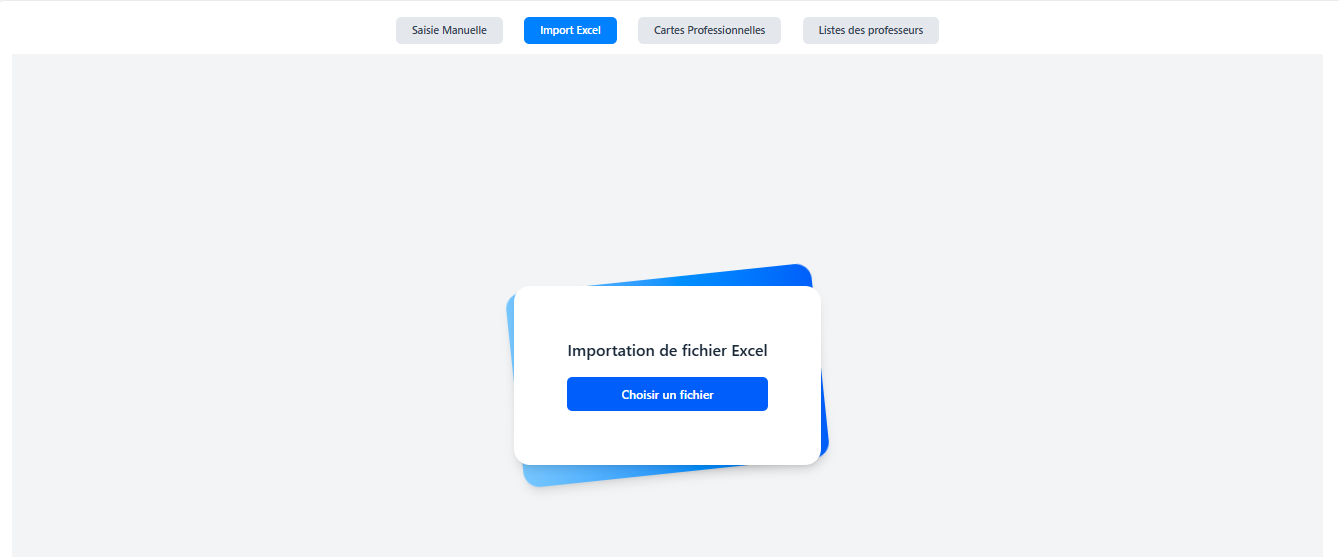 Saisie Manuelle
Import Excel
Cartes Professionnelles
Listes des professeurs
Importation de fichier Excel
Choisir un fichier